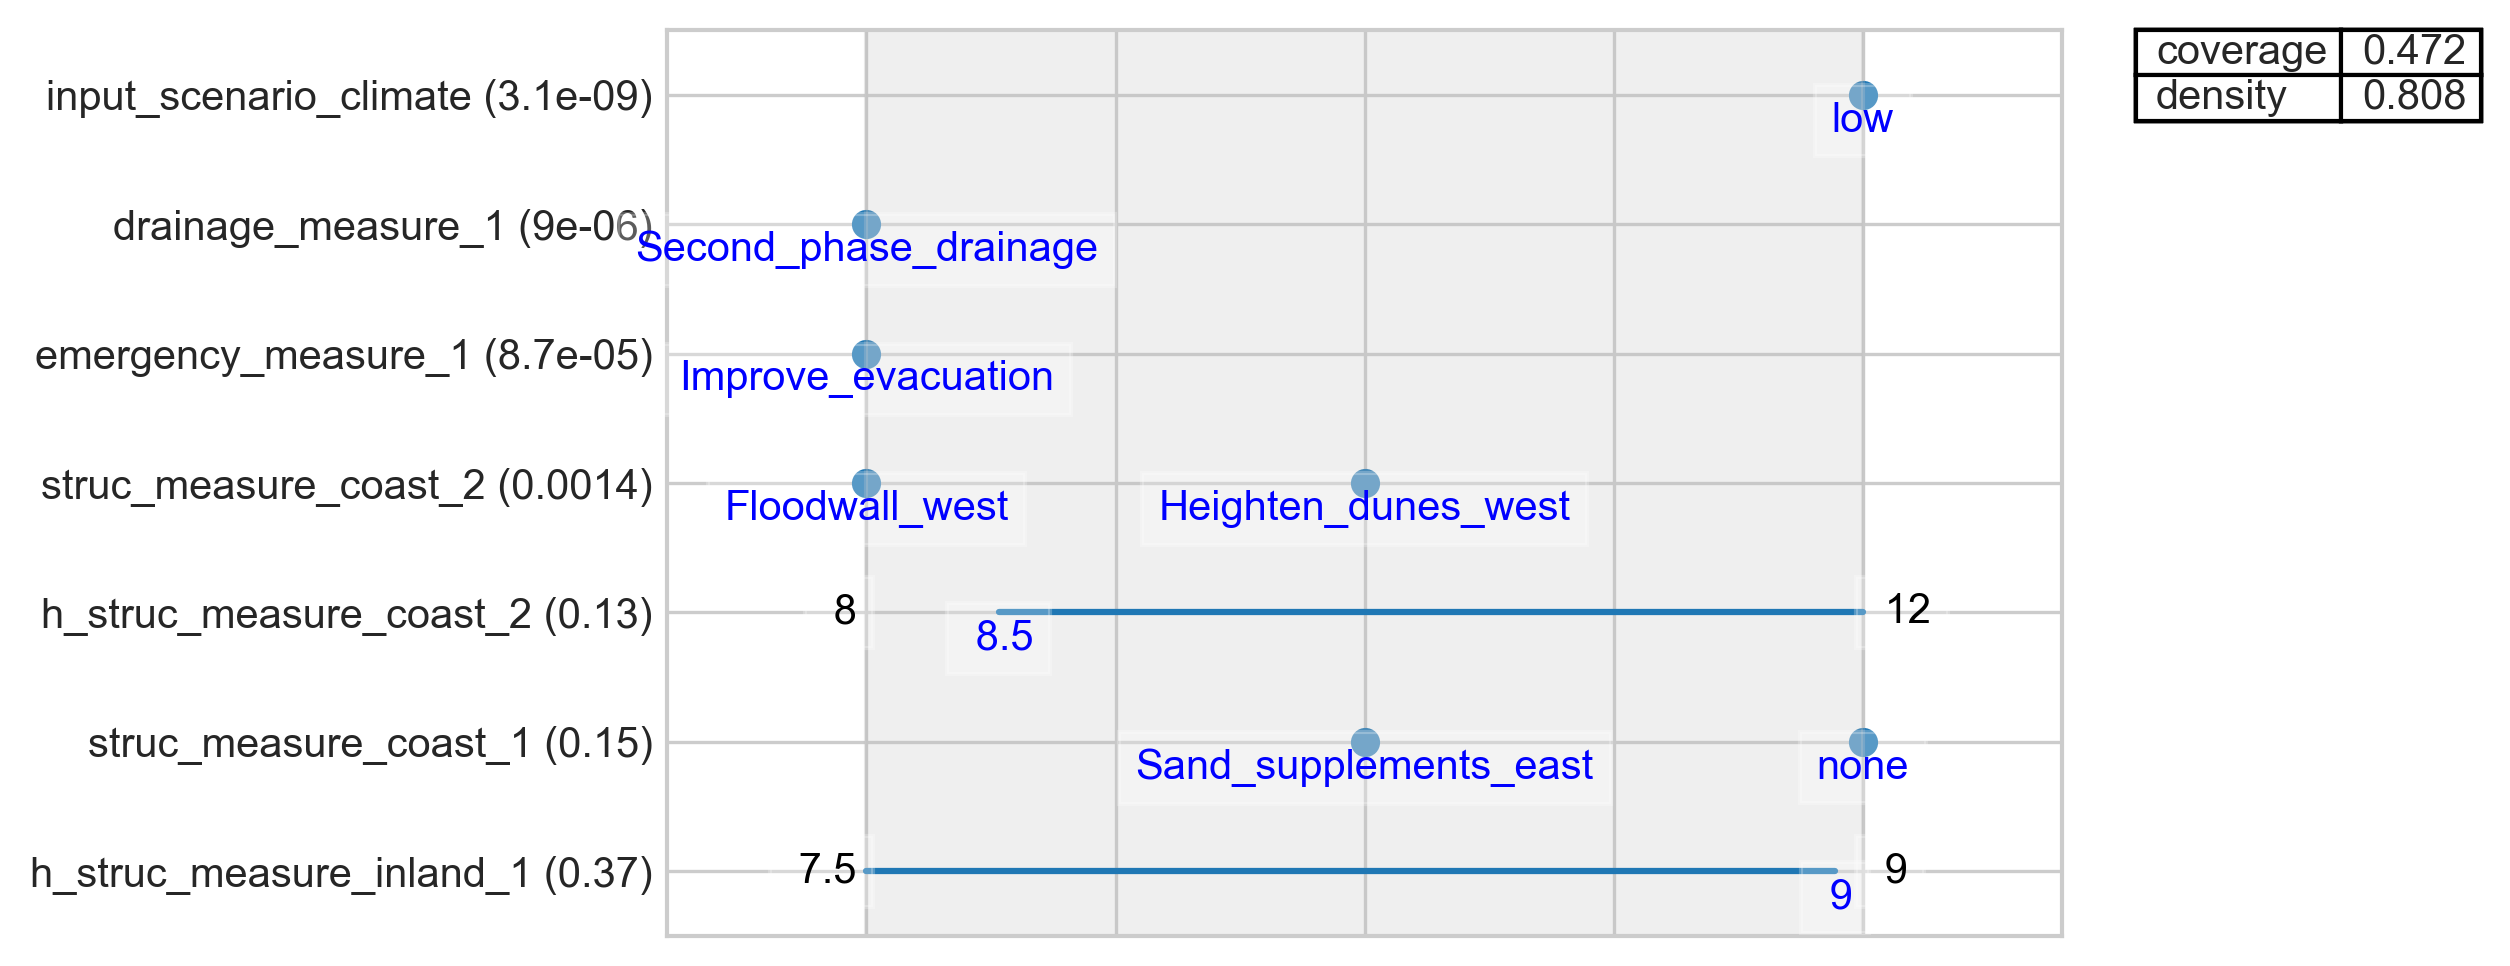 input_scenario_climate (3.1e-09)
low
drainage_measure_1 (9e-06)
Second_phase_drainage
emergency_measure_1 (8.7e-05)
Improve_evacuation
struc_measure_coast_2 (0.0014)
Floodwall_west Heighten_dunes_west
h_struc_measure_coast_2 (0.13) 8 12
8.5
struc_measure_coast_1 (0.15)
Sand_supplements_east none
h_struc_measure_inland_1 (0.37) 7.5 9
9
coverage 0.472
density 0.808